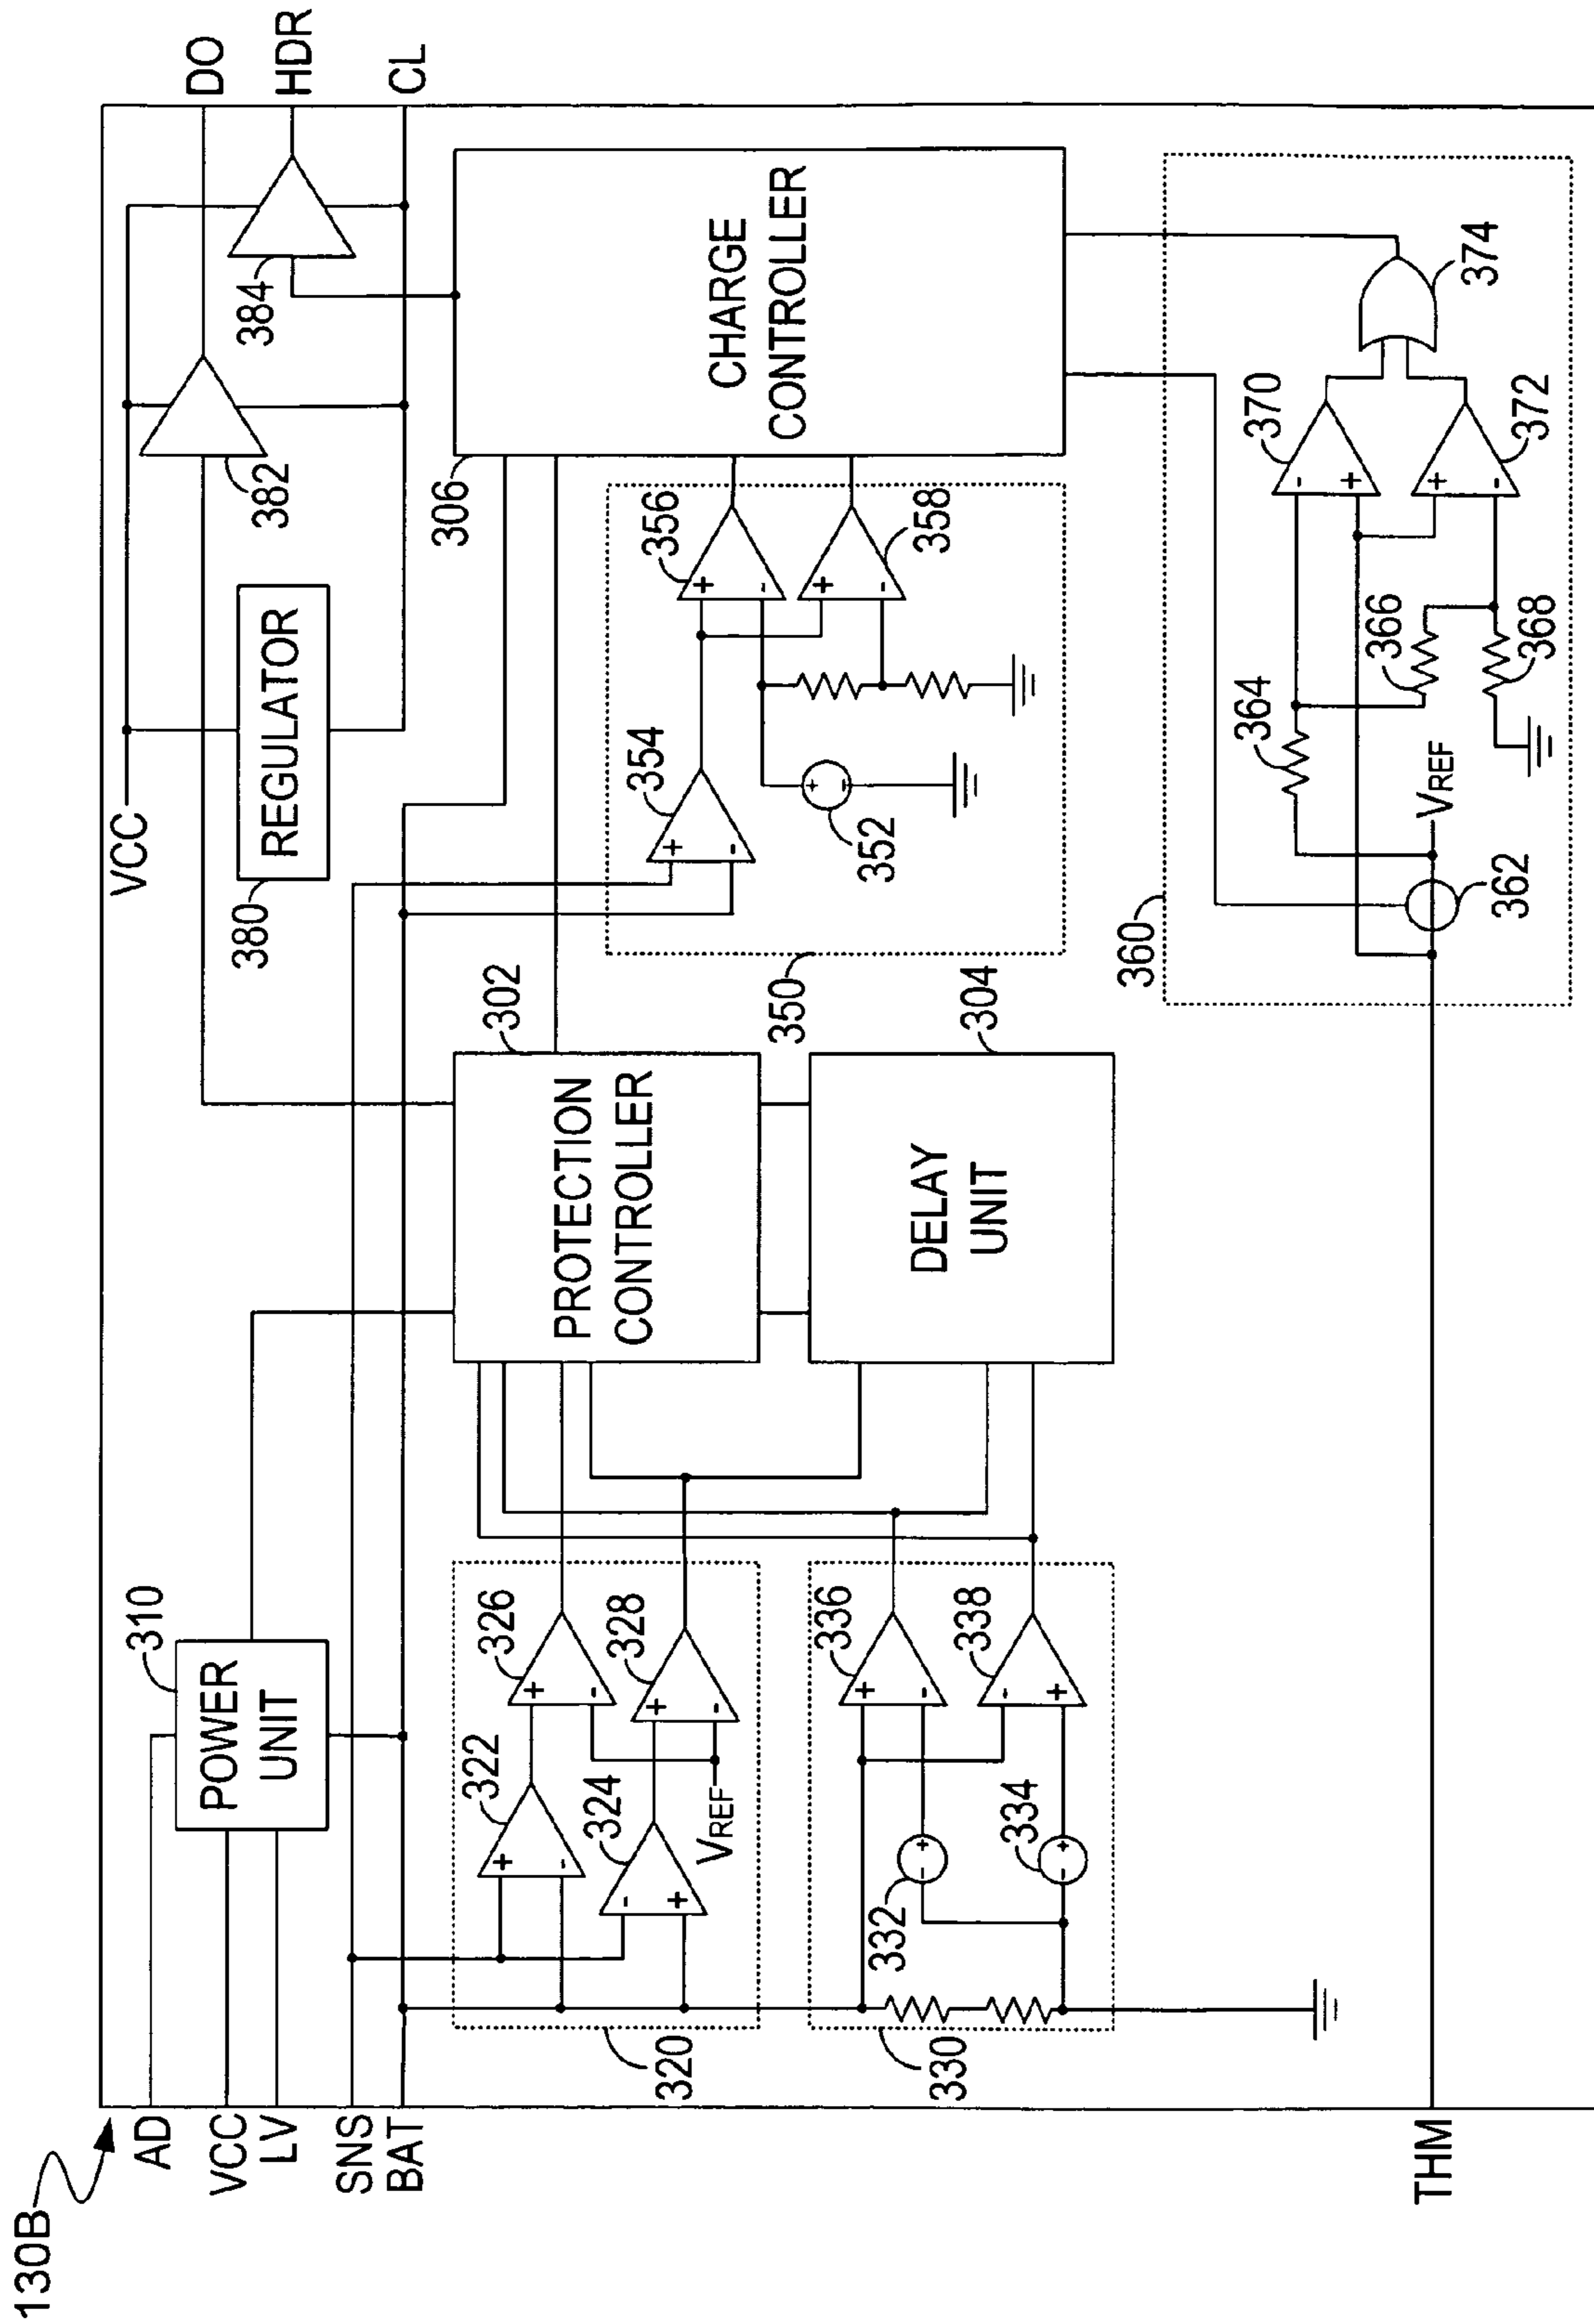 130B
AD
VCC
LV
SNS
BAT
THM
310
POWER
UNIT
VCC
380
REGULATOR
382
384
DO
HDR
CL
320
322
+
-
324
-
+
326
+
-
328
+
-
VREF
330
332
-
+
334
-
+
336
+
-
338
-
+
302
PROTECTION
CONTROLLER
304
DELAY
UNIT
350
352
+
-
354
+
-
356
+
-
358
+
-
306
CHARGE
CONTROLLER
360
362
VREF
364
366
368
370
-
+
372
+
-
374